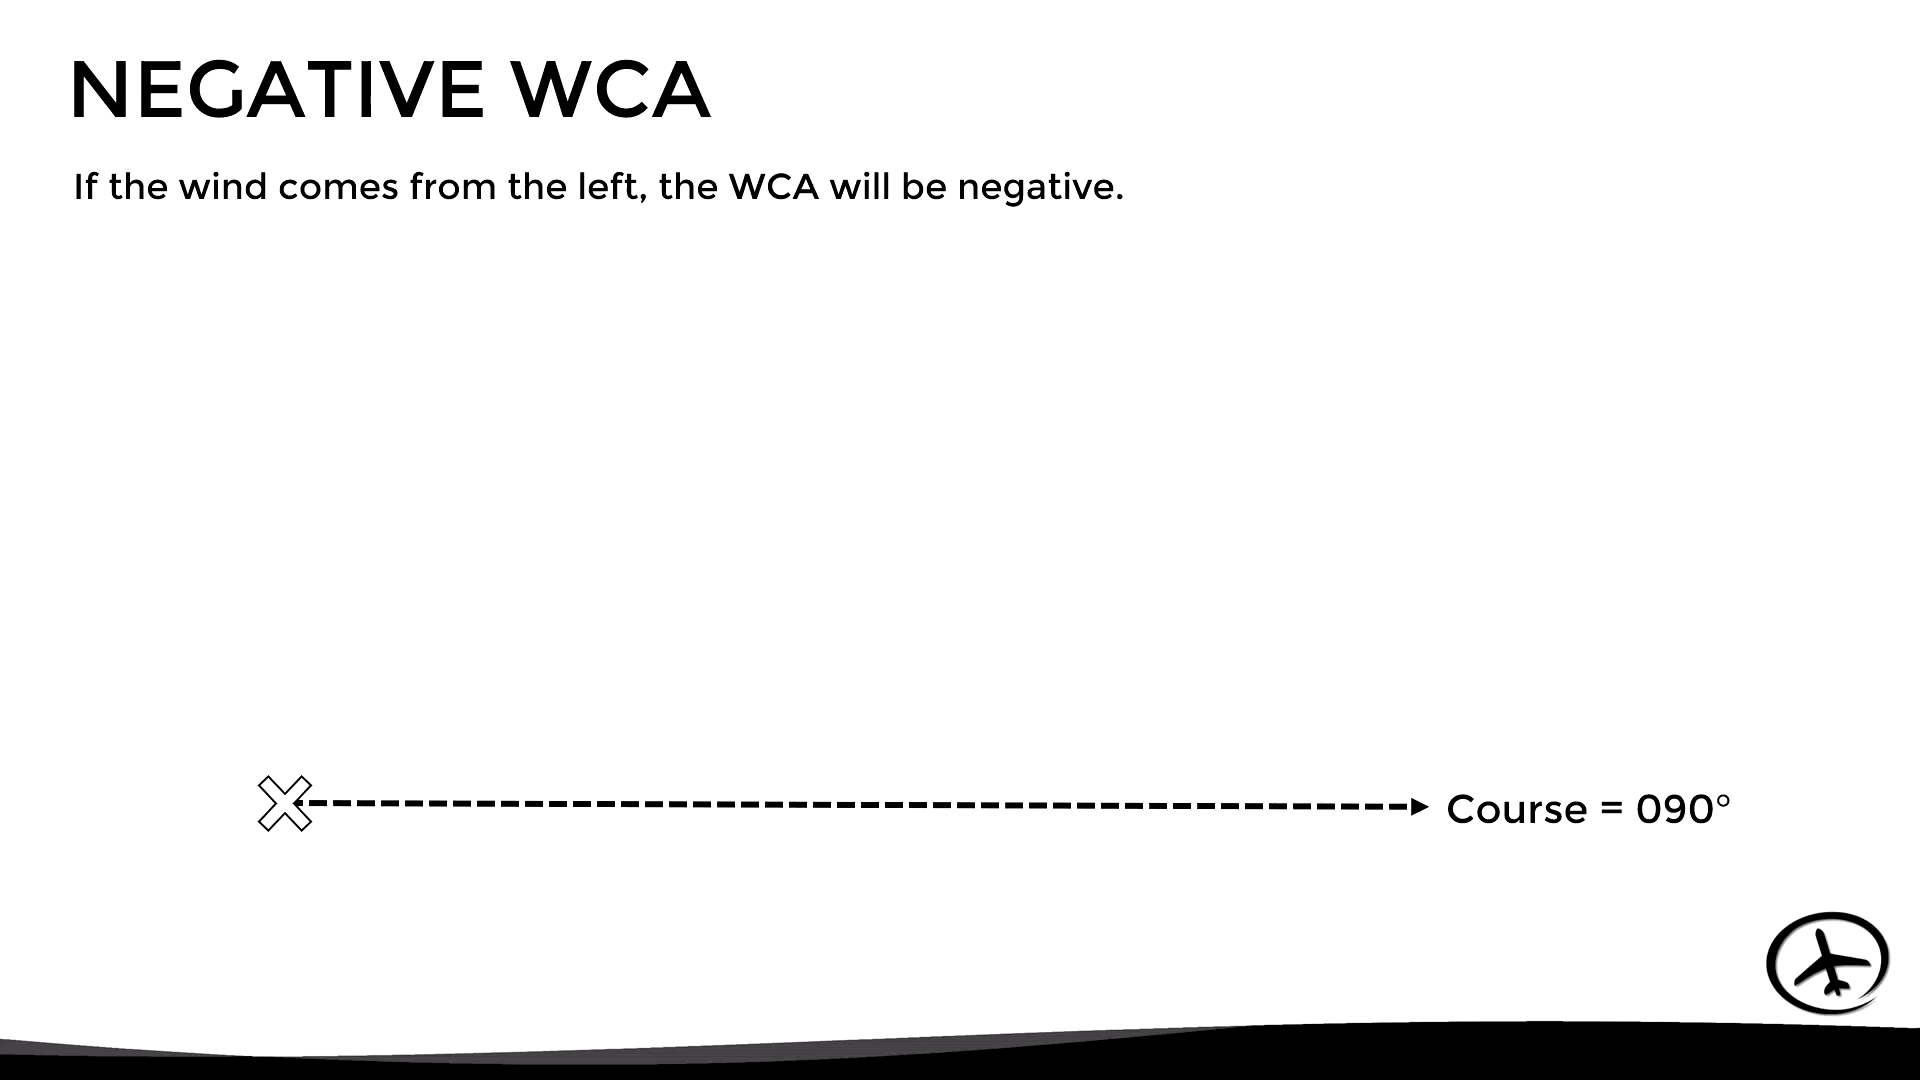 NEGATIVE WCA
If the wind comes from the left, the WCA will be negative.
Course = 090°